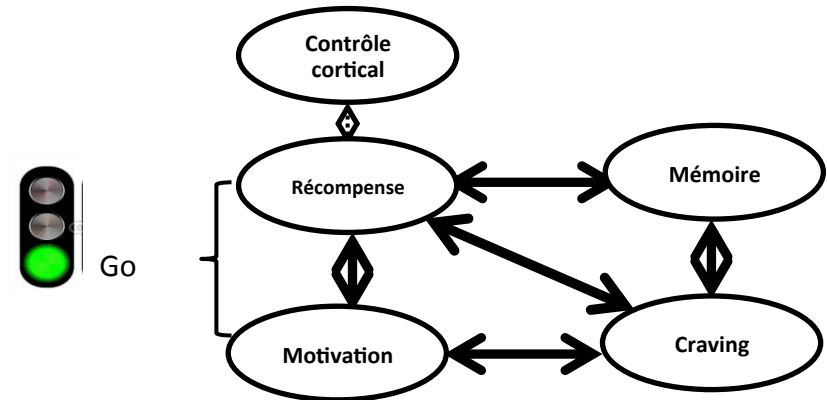 Contrôle
cortical
Récompense
Mémoire
Go
Motivation
Craving